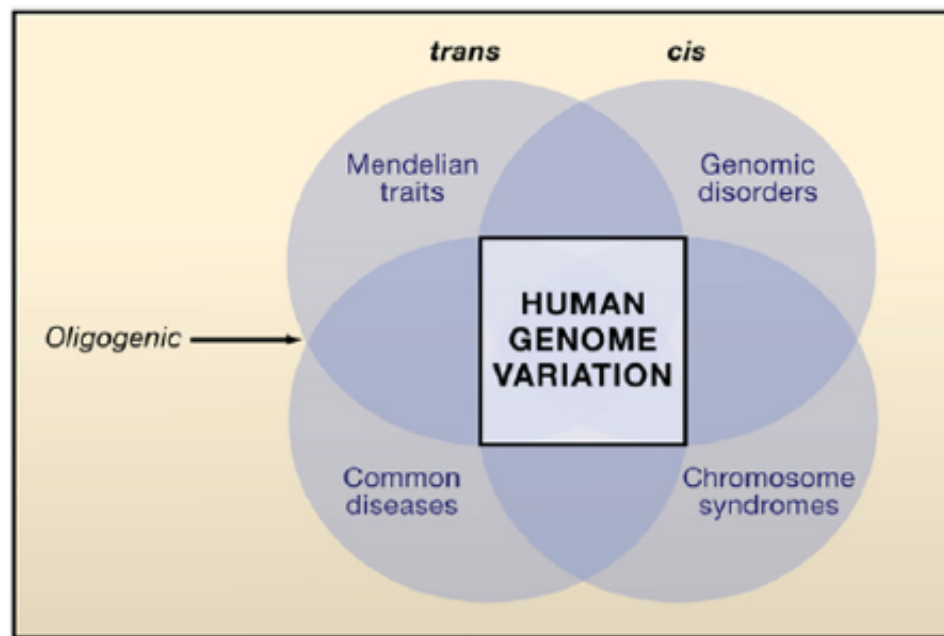 trans
cis
Mendelian
traits
Genomic
disorders
HUMAN
GENOME
VARIATION
Oligogenic
Common
diseases
Chromosome
syndromes